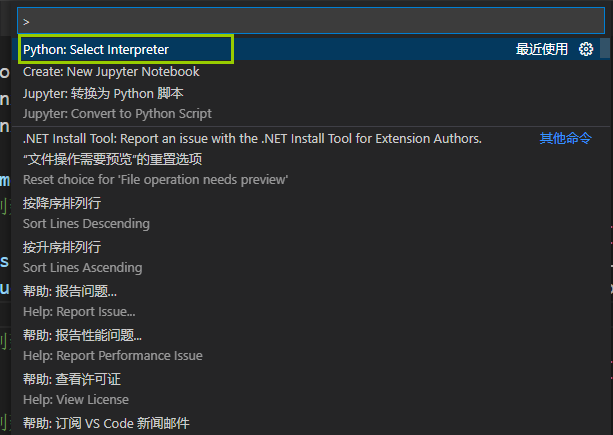 >
Python: Select Interpreter 最近使用
Create: New Jupyter Notebook
Jupyter: 转换为 Python 脚本
Jupyter: Convert to Python Script
.NET Install Tool: Report an issue with the .NET Install Tool for Extension Authors. 其他命令
“文件操作需要预览”的重置选项
Reset choice for 'File operation needs preview'
按降序排列行
Sort Lines Descending
按升序排列行
Sort Lines Ascending
帮助: 报告问题...
Help: Report Issue...
帮助: 报告性能问题...
Help: Report Performance Issue
帮助: 查看许可证
Help: View License
帮助: 订阅 VS Code 新闻邮件